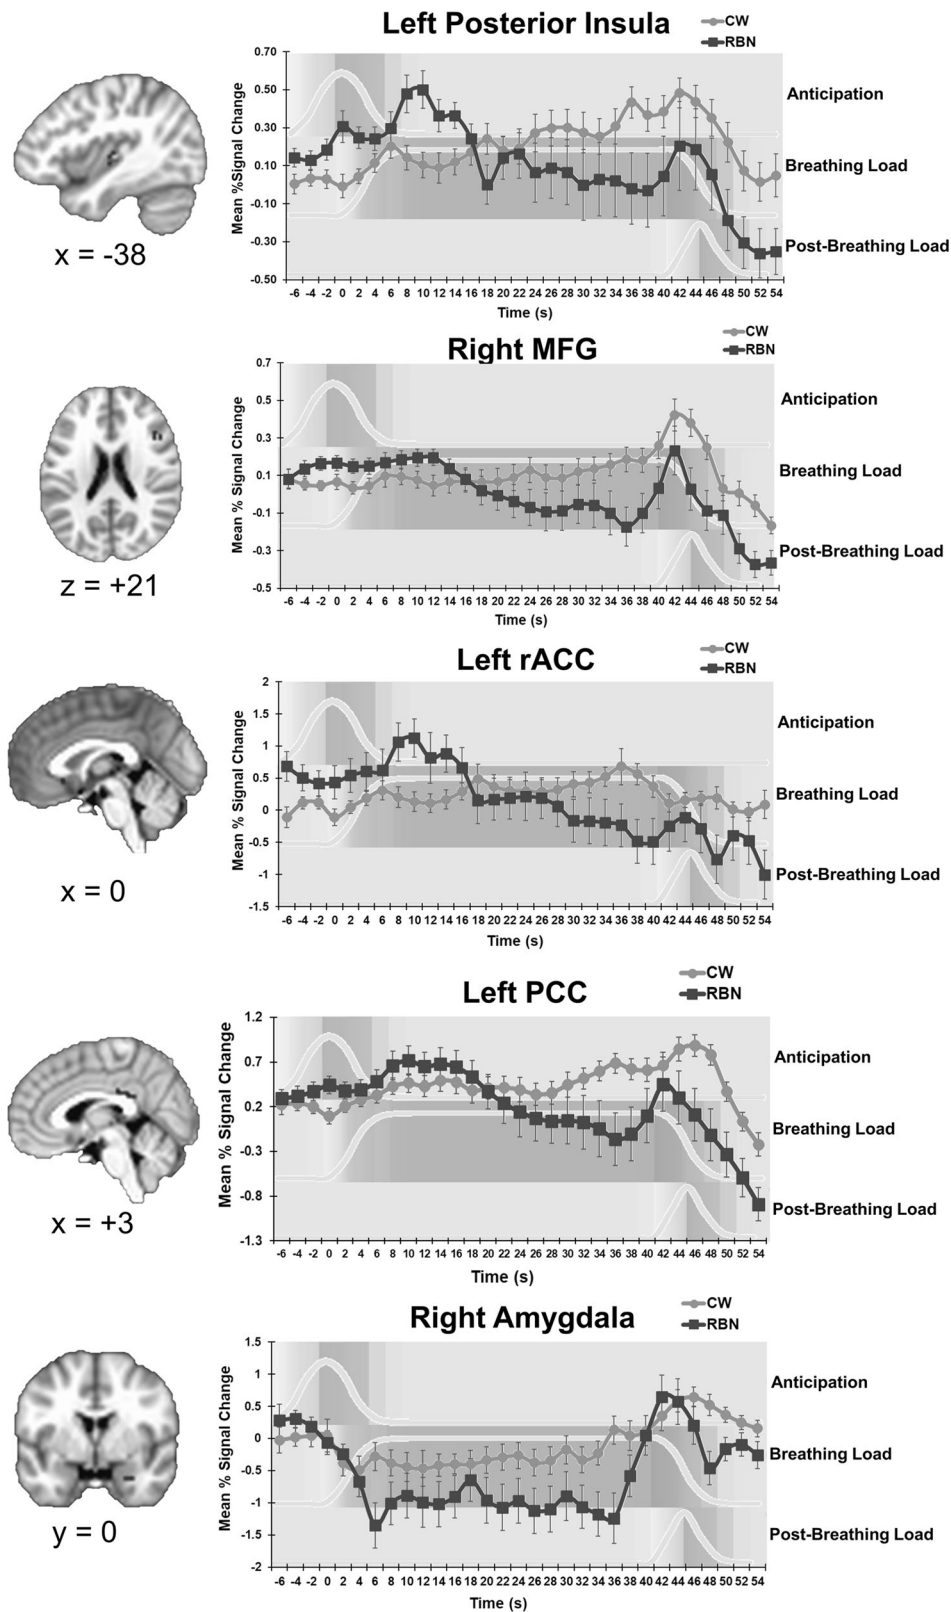 Left Posterior Insula
CW
RBN
Mean %Signal Change
0.70
0.50
0.30
0.10
-0.10
-0.30
-0.50
Anticipation
Breathing Load
Post-Breathing Load
-6 -4 -2 0 2 4 6 8 10 12 14 16 18 20 22 24 26 28 30 32 34 36 38 40 42 44 46 48 50 52 54
Time (s)
x = -38
Right MFG
CW
RBN
Mean % Signal Change
0.7
0.5
0.3
0.1
-0.1
-0.3
-0.5
Anticipation
Breathing Load
Post-Breathing Load
-6 -4 -2 0 2 4 6 8 10 12 14 16 18 20 22 24 26 28 30 32 34 36 38 40 42 44 46 48 50 52 54
Time (s)
z = +21
Left rACC
CW
RBN
Mean % Signal Change
2
1.5
1
0.5
0
-0.5
-1
-1.5
Anticipation
Breathing Load
Post-Breathing Load
-6 -4 -2 0 2 4 6 8 10 12 14 16 18 20 22 24 26 28 30 32 34 36 38 40 42 44 46 48 50 52 54
Time (s)
x = 0
Left PCC
CW
RBN
Mean % Signal Change
1.2
0.7
0.2
-0.3
-0.8
-1.3
Anticipation
Breathing Load
Post-Breathing Load
-6 -4 -2 0 2 4 6 8 10 12 14 16 18 20 22 24 26 28 30 32 34 36 38 40 42 44 46 48 50 52 54
Time (s)
x = +3
Right Amygdala
CW
RBN
Mean % Signal Change
1.5
1
0.5
0
-0.5
-1
-1.5
-2
Anticipation
Breathing Load
Post-Breathing Load
-6 -4 -2 0 2 4 6 8 10 12 14 16 18 20 22 24 26 28 30 32 34 36 38 40 42 44 46 48 50 52 54
Time (s)
y = 0